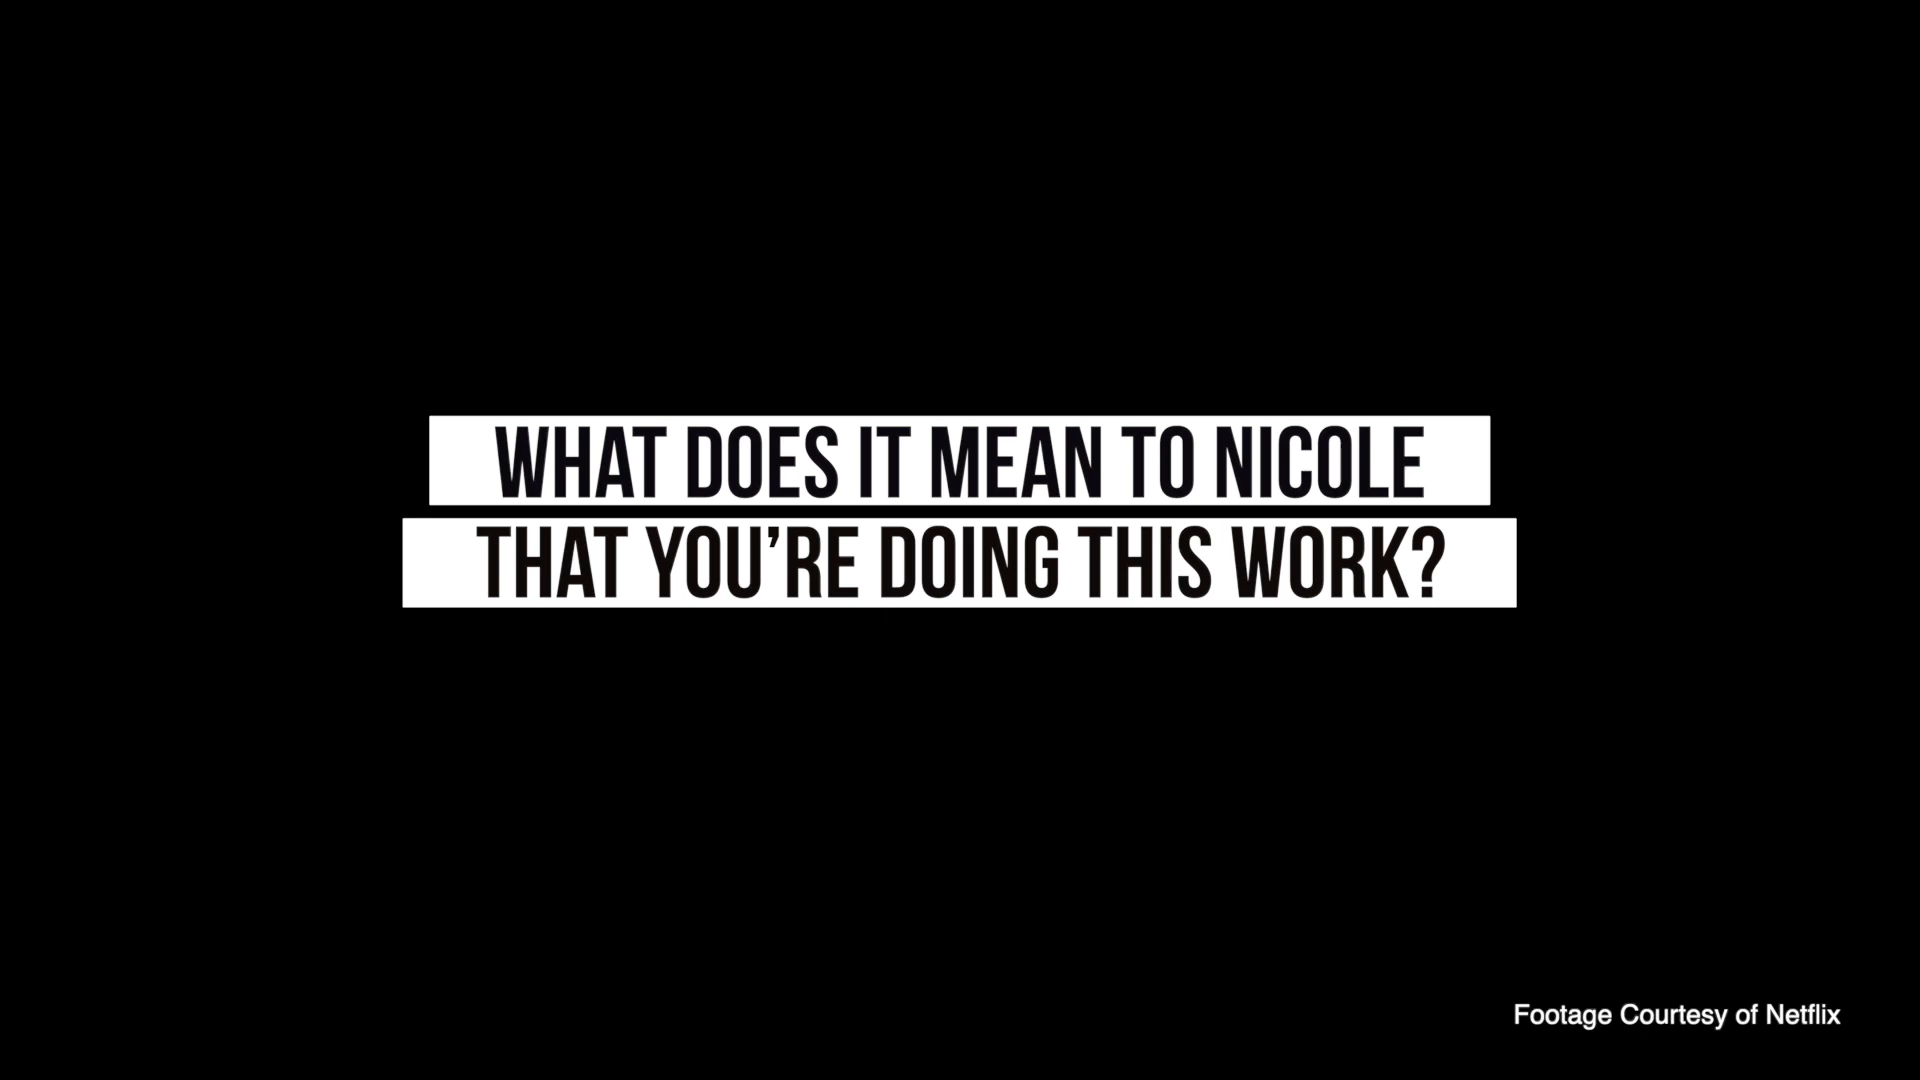 WHAT DOES IT MEAN TO NICOLE
THAT YOU’RE DOING THIS WORK?
Footage Courtesy of Netflix